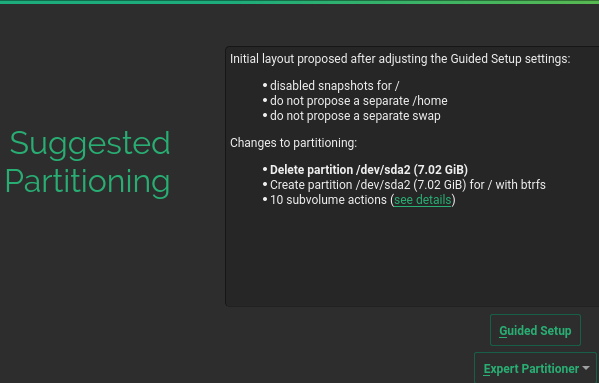 Suggested
Partitioning
Initial layout proposed after adjusting the Guided Setup settings:
• disabled snapshots for /
• do not propose a separate /home
• do not propose a separate swap
Changes to partitioning:
• Delete partition /dev/sda2 (7.02 GiB)
• Create partition /dev/sda2 (7.02 GiB) for / with btrfs
• 10 subvolume actions (see details)
Guided Setup
Expert Partitioner